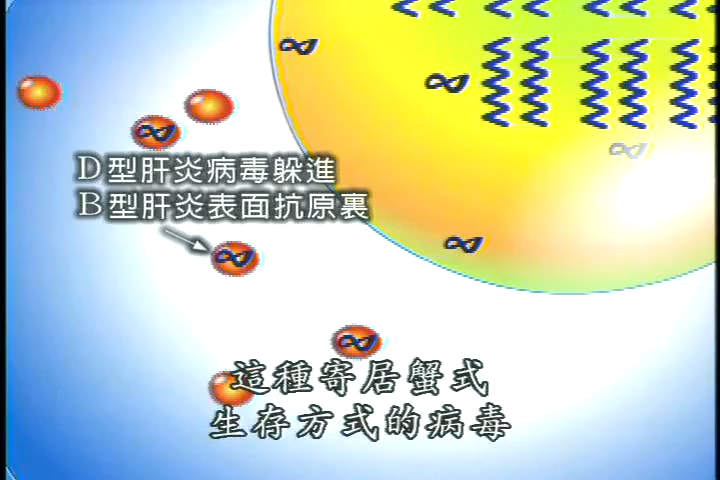 D型肝炎病毒躲進
B型肝炎表面抗原裏
這種寄居蟹式
生存方式的病毒